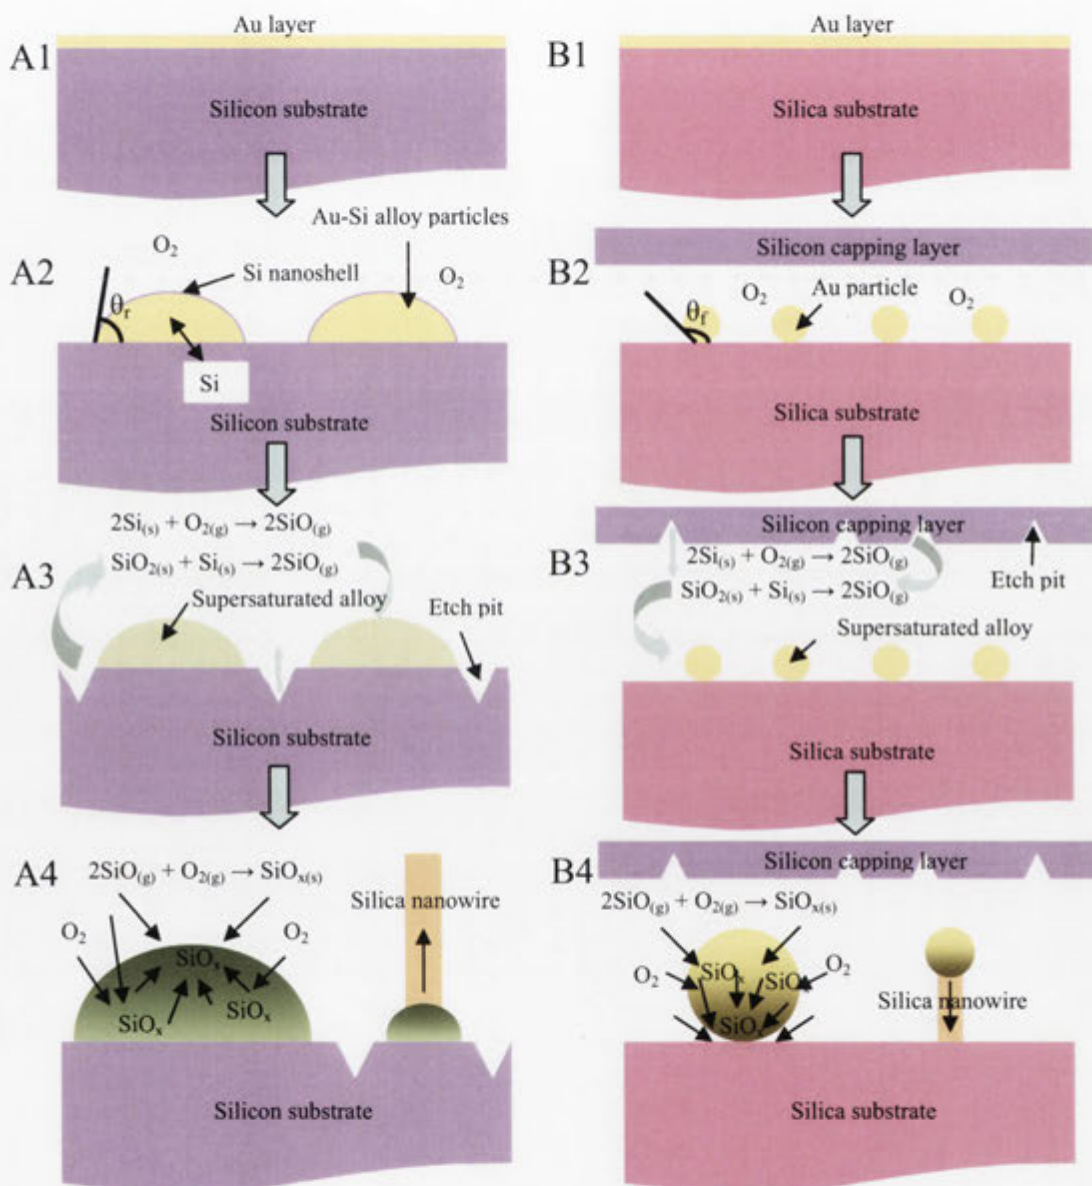 Au layer
A1
Silicon substrate
Au-Si alloy particles
O₂
A2
Si nanoshell
O₂
θr
Si
Silicon substrate
2Si(s) + O₂(g) → 2SiO(g)
SiO₂(s) + Si(s) → 2SiO(g)
A3
Supersaturated alloy
Etch pit
Silicon substrate
A4
2SiO(g) + O₂(g) → SiOx(s)
Silica nanowire
O₂
O₂
SiOx
SiOx
SiOx
Silicon substrate
Au layer
B1
Silica substrate
Silicon capping layer
B2
O₂
Au particle
O₂
θf
Silica substrate
Silicon capping layer
2Si(s) + O₂(g) → 2SiO(g)
B3
Etch pit
SiO₂(s) + Si(s) → 2SiO(g)
Supersaturated alloy
Silica substrate
Silicon capping layer
B4
2SiO(g) + O₂(g) → SiOx(s)
O₂
SiOx
SiOx
O₂
Silica nanowire
SiOx
Silica substrate